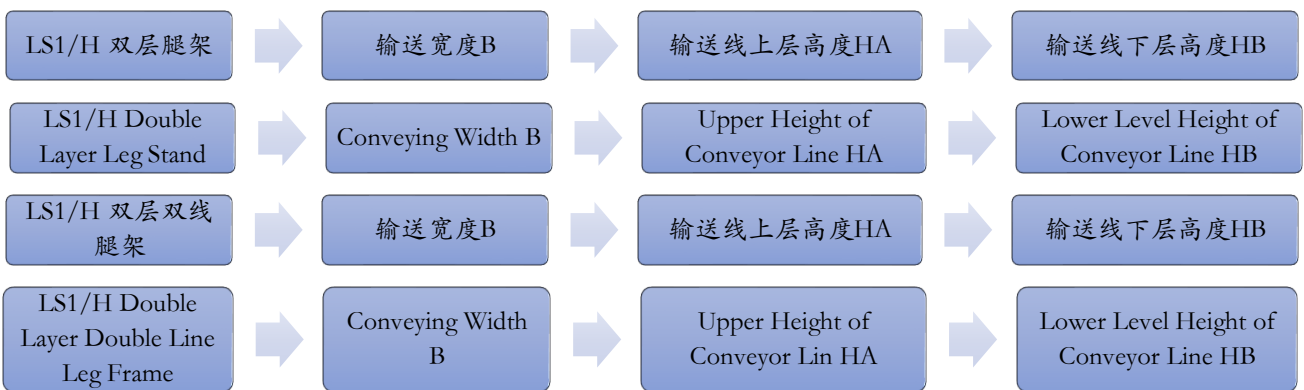 LS1/H 双层腿架
输送宽度B
输送线上层高度HA
输送线下层高度HB
LS1/H Double
Layer Leg Stand
Conveying Width B
Upper Height of
Conveyor Line HA
Lower Level Height of
Conveyor Line HB
LS1/H 双层双线
腿架
输送宽度B
输送线上层高度HA
输送线下层高度HB
LS1/H Double
Layer Double Line
Leg Frame
Conveying Width
B
Upper Height of
Conveyor Lin HA
Lower Level Height of
Conveyor Line HB